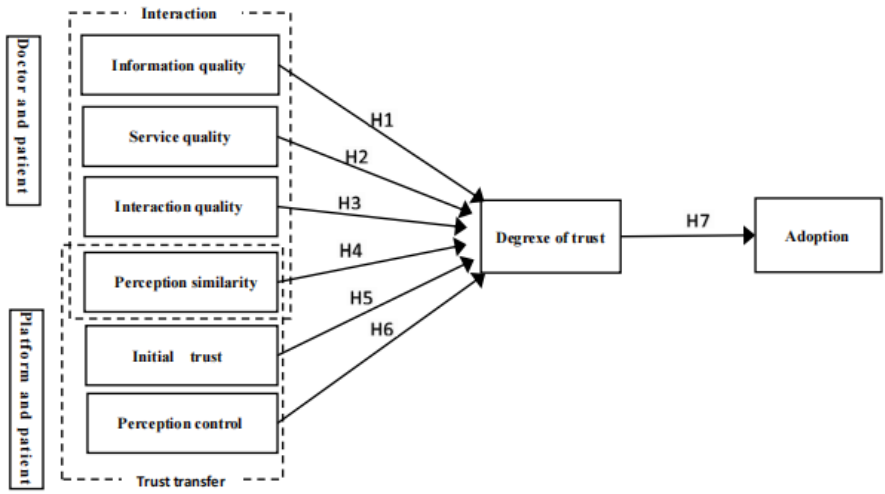 Interaction
Doctor and patient
Information quality
Service quality
Interaction quality
Perception similarity
Platform and patient
Initial trust
Perception control
Trust transfer
H1
H2
H3
H4
H5
H6
Degrexe of trust
H7
Adoption